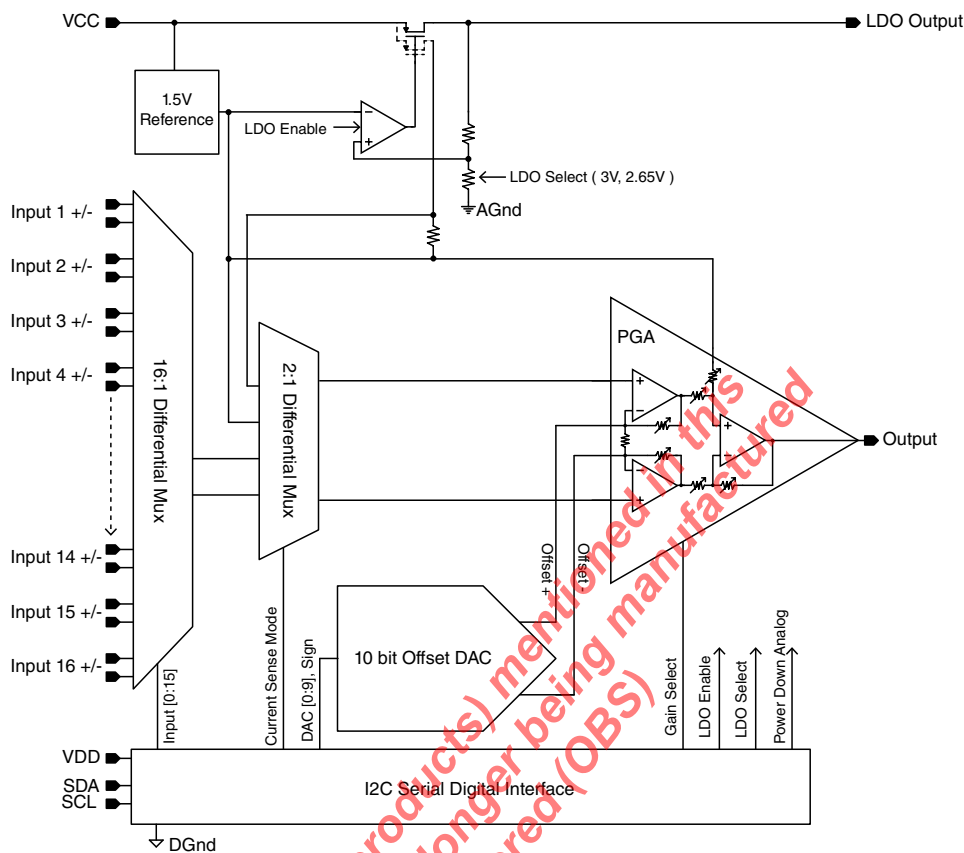 VCC
LDO Output
1.5V
Reference
LDO Enable
LDO Select ( 3V, 2.65V )
AGnd
Input 1 +/-
Input 2 +/-
Input 3 +/-
Input 4 +/-
Input 14 +/-
Input 15 +/-
Input 16 +/-
16:1 Differential Mux
2:1 Differential Mux
PGA
Output
Offset +
Offset -
10 bit Offset DAC
Input [0:15]
Current Sense Mode
DAC [0:9], Sign
Gain Select
LDO Enable
LDO Select
Power Down Analog
VDD
SDA
SCL
I2C Serial Digital Interface
DGnd
products) mentioned in this
longer being manufactured
(OBS)